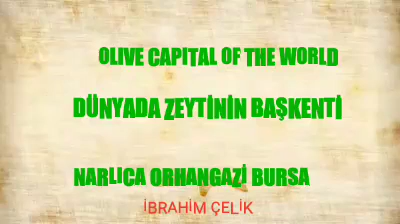 OLIVE CAPITAL OF THE WORLD
DÜNYADA ZEYTİNİN BAŞKENTİ
NARLICA ORHANGAZİ BURSA
İBRAHİM ÇELİK